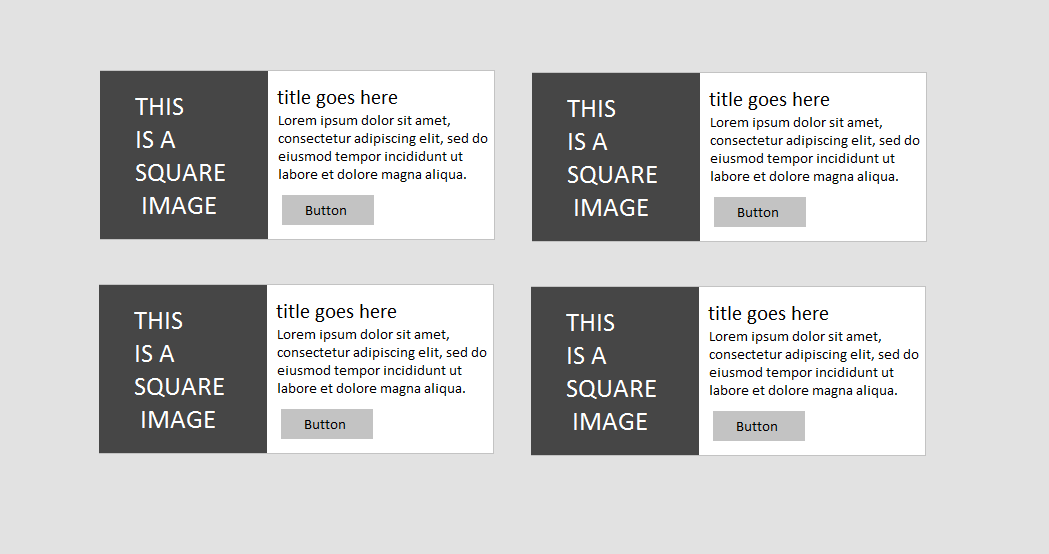 THIS
IS A
SQUARE
IMAGE
title goes here
Lorem ipsum dolor sit amet,
consectetur adipiscing elit, sed do
eiusmod tempor incididunt ut
labore et dolore magna aliqua.
Button
THIS
IS A
SQUARE
IMAGE
title goes here
Lorem ipsum dolor sit amet,
consectetur adipiscing elit, sed do
eiusmod tempor incididunt ut
labore et dolore magna aliqua.
Button
THIS
IS A
SQUARE
IMAGE
title goes here
Lorem ipsum dolor sit amet,
consectetur adipiscing elit, sed do
eiusmod tempor incididunt ut
labore et dolore magna aliqua.
Button
THIS
IS A
SQUARE
IMAGE
title goes here
Lorem ipsum dolor sit amet,
consectetur adipiscing elit, sed do
eiusmod tempor incididunt ut
labore et dolore magna aliqua.
Button